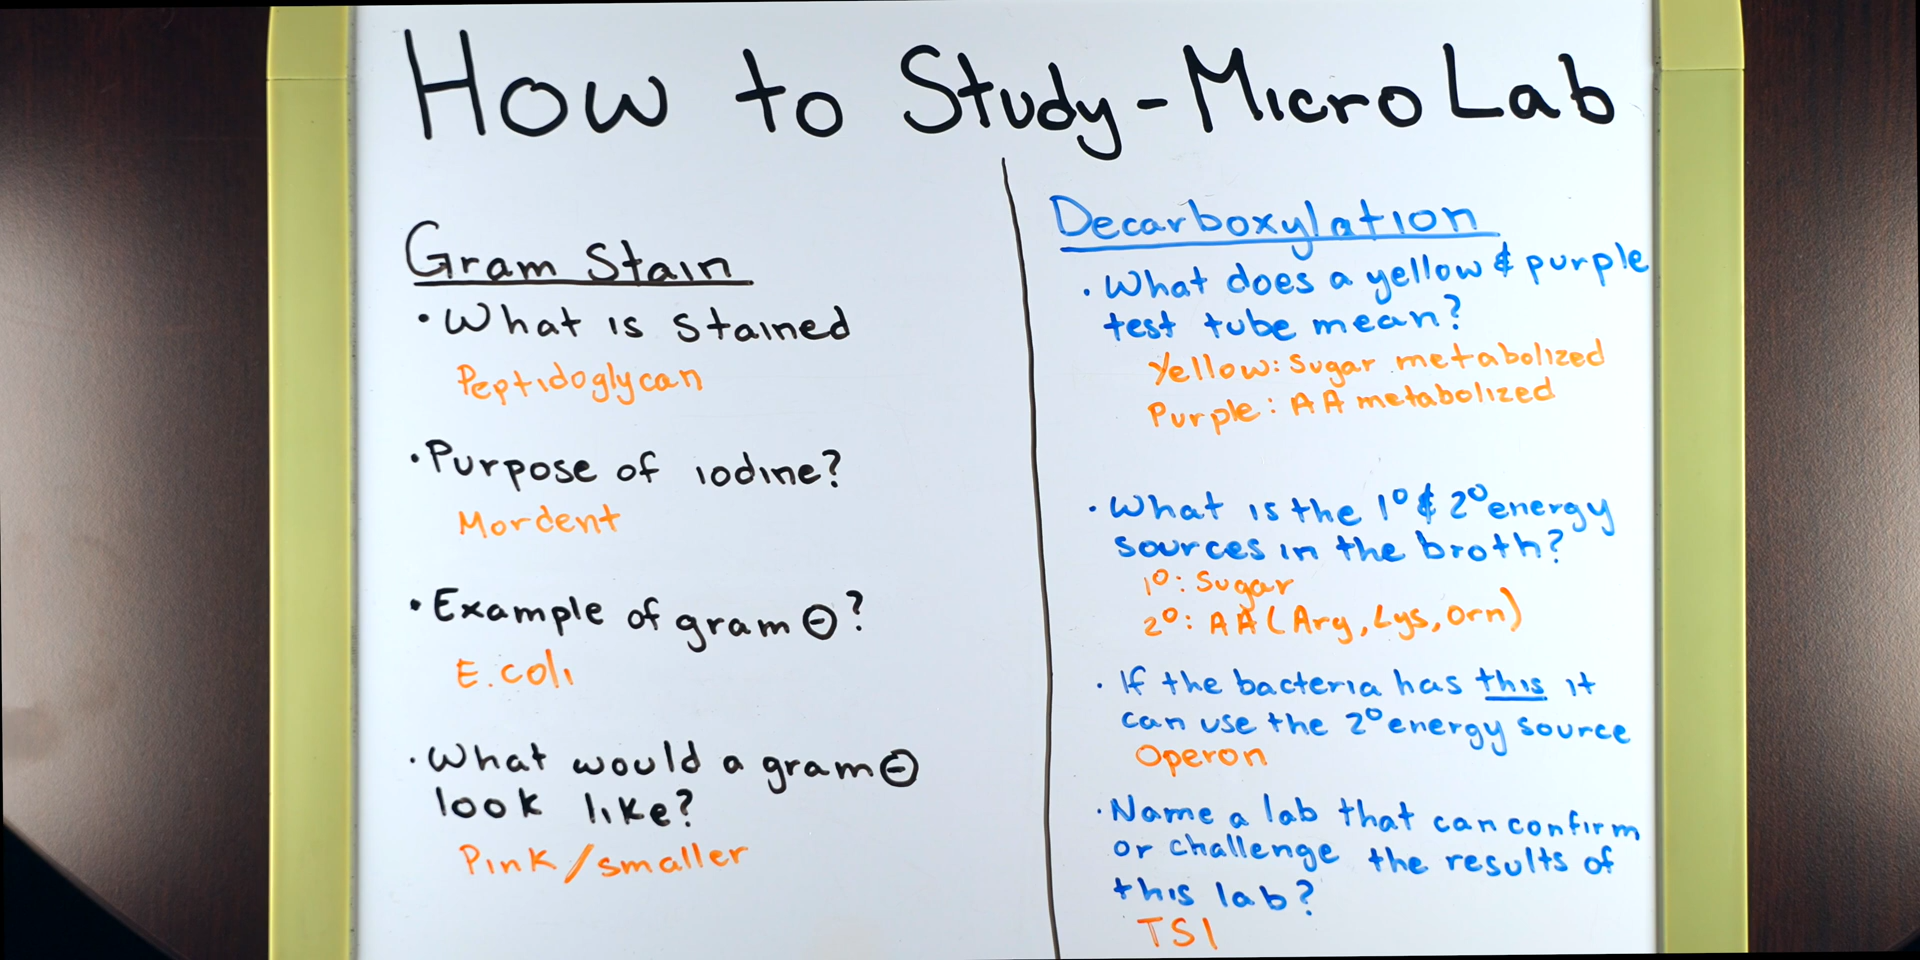 How to Study - Micro Lab
Gram Stain
• What is stained
Peptidoglycan
• Purpose of iodine?
Mordent
• Example of gram ⊖?
E. coli
• What would a gram ⊖
look like?
Pink/smaller
Decarboxylation
• What does a yellow & purple
test tube mean?
Yellow: Sugar metabolized
Purple: AA metabolized
• What is the 1° & 2° energy
sources in the broth?
1°: Sugar
2°: AA (Arg, Lys, Orn)
• If the bacteria has this it
can use the 2° energy source
Operon
• Name a lab that can confirm
or challenge the results of
this lab?
TSI